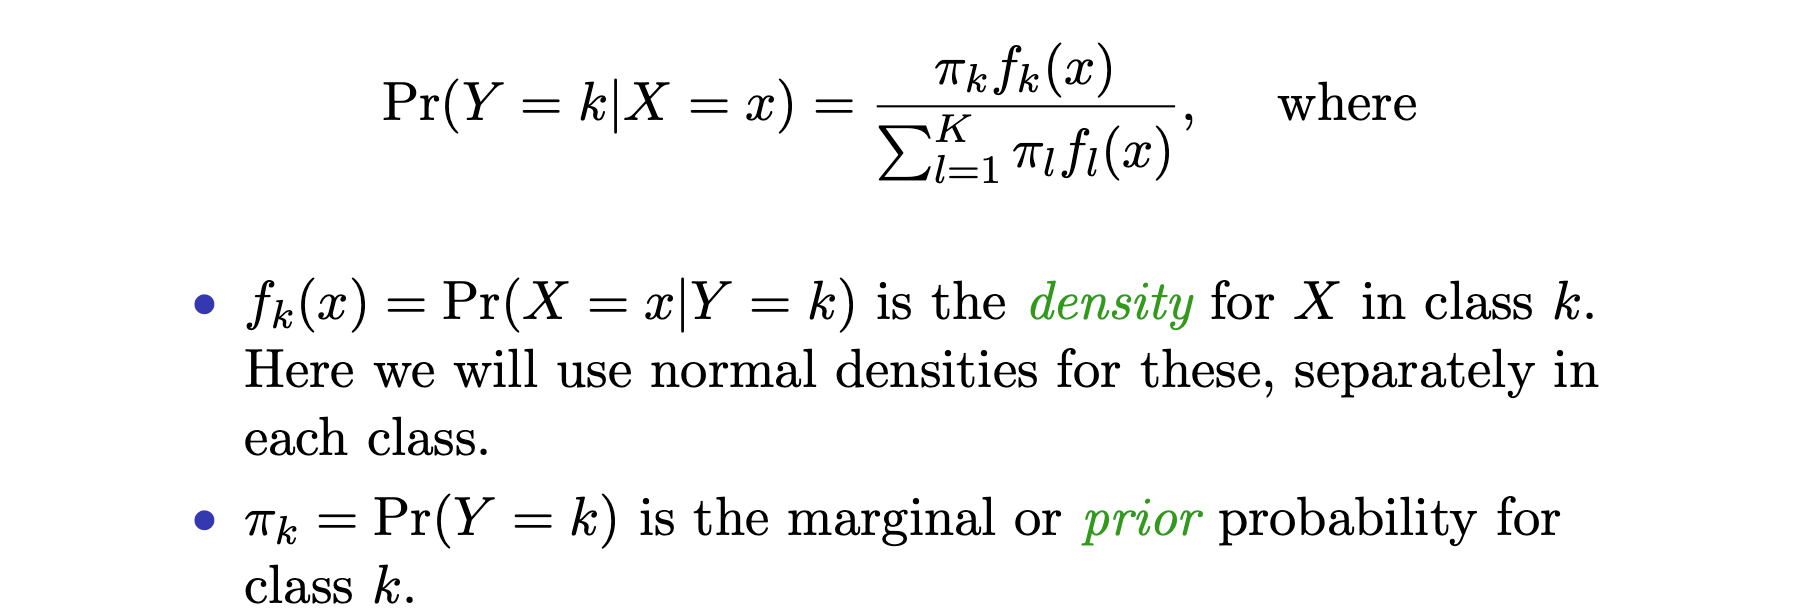 Pr(Y = k|X = x) = π_k f_k(x) / ∑_{l=1}^{K} π_l f_l(x), where
• f_k(x) = Pr(X = x|Y = k) is the density for X in class k.
Here we will use normal densities for these, separately in
each class.
• π_k = Pr(Y = k) is the marginal or prior probability for
class k.